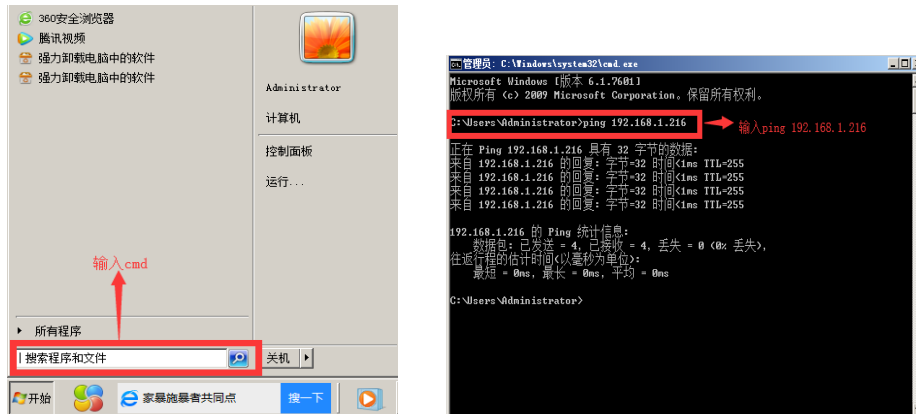 360安全浏览器
腾讯视频
强力卸载电脑中的软件
强力卸载电脑中的软件
Administrator
计算机
控制面板
运行...
输入cmd
所有程序
搜索程序和文件
关机
开始
家暴施暴者共同点
搜一下
管理员: C:\Windows\system32\cmd.exe
Microsoft Windows [版本 6.1.7601]
版权所有 (c) 2009 Microsoft Corporation。保留所有权利。
C:\Users\Administrator>ping 192.168.1.216
输入ping 192.168.1.216
正在 Ping 192.168.1.216 具有 32 字节的数据:
来自 192.168.1.216 的回复: 字节=32 时间<1ms TTL=255
来自 192.168.1.216 的回复: 字节=32 时间<1ms TTL=255
来自 192.168.1.216 的回复: 字节=32 时间<1ms TTL=255
来自 192.168.1.216 的回复: 字节=32 时间<1ms TTL=255
192.168.1.216 的 Ping 统计信息:
数据包: 已发送 = 4, 已接收 = 4, 丢失 = 0 (0% 丢失),
往返行程的估计时间(以毫秒为单位):
最短 = 0ms, 最长 = 0ms, 平均 = 0ms
C:\Users\Administrator>